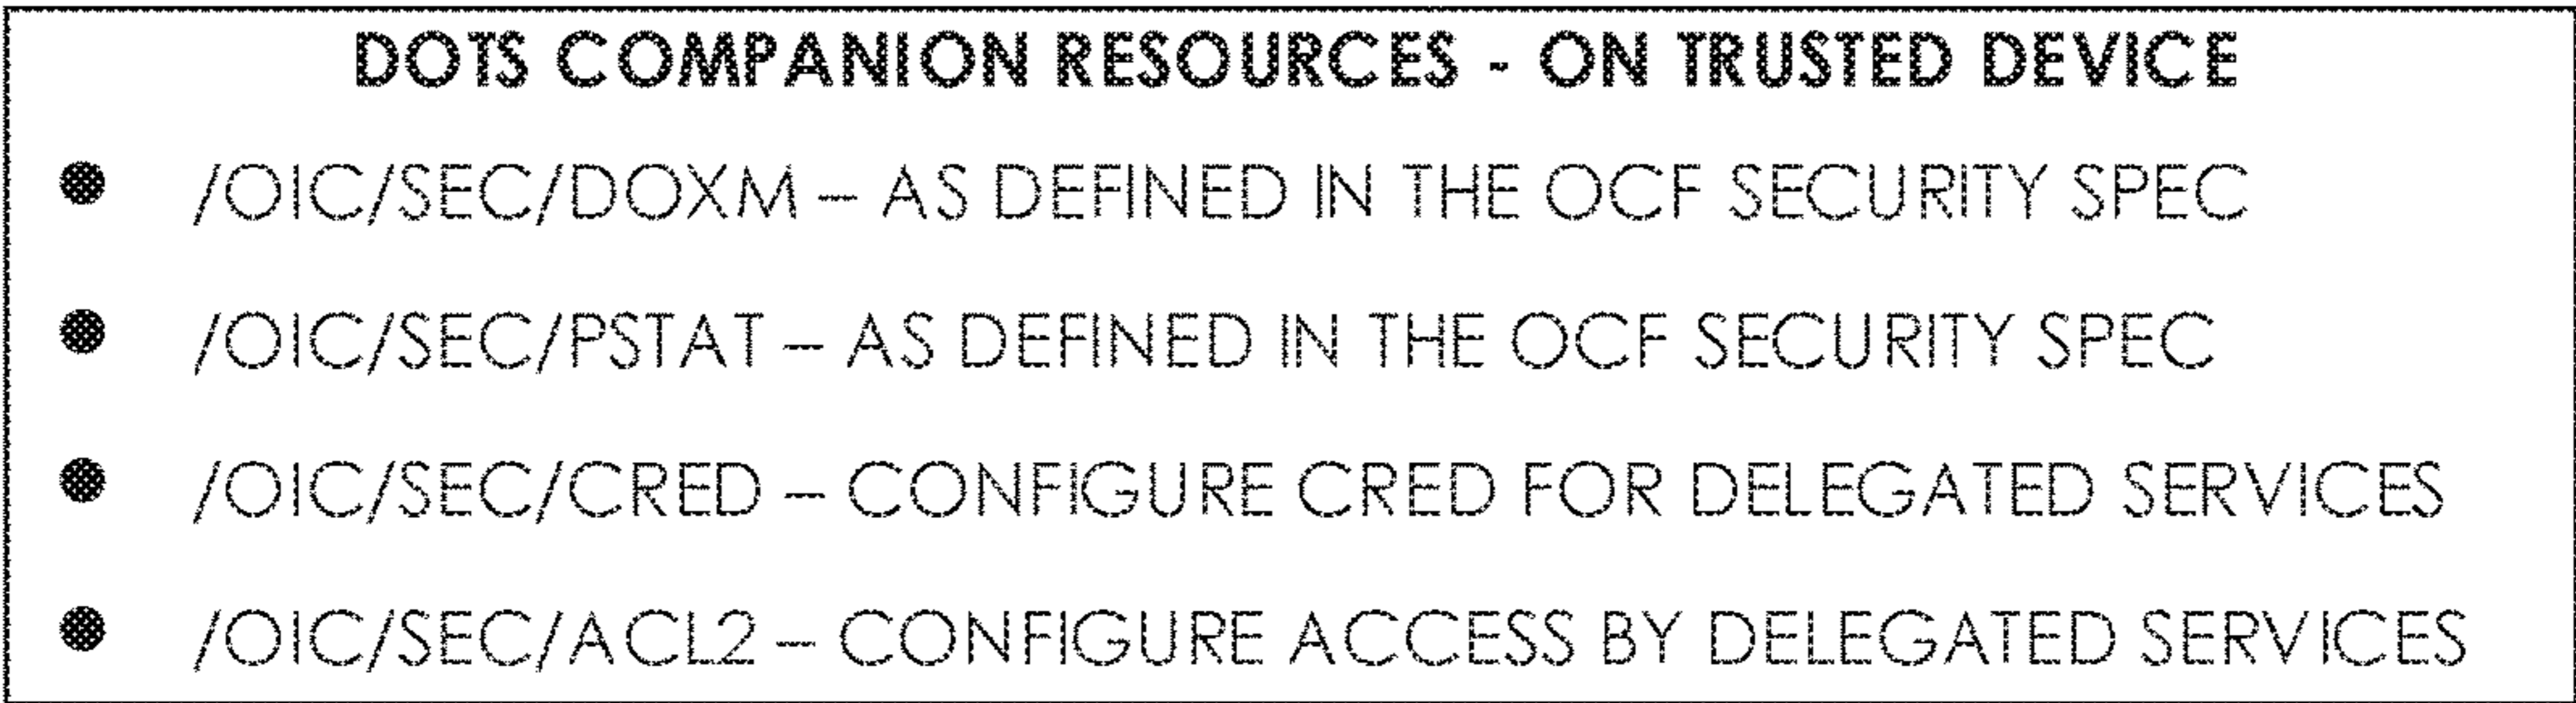 DOTS COMPANION RESOURCES - ON TRUSTED DEVICE
● /OIC/SEC/DOXM – AS DEFINED IN THE OCF SECURITY SPEC
● /OIC/SEC/PSTAT – AS DEFINED IN THE OCF SECURITY SPEC
● /OIC/SEC/CRED – CONFIGURE CRED FOR DELEGATED SERVICES
● /OIC/SEC/ACL2 – CONFIGURE ACCESS BY DELEGATED SERVICES